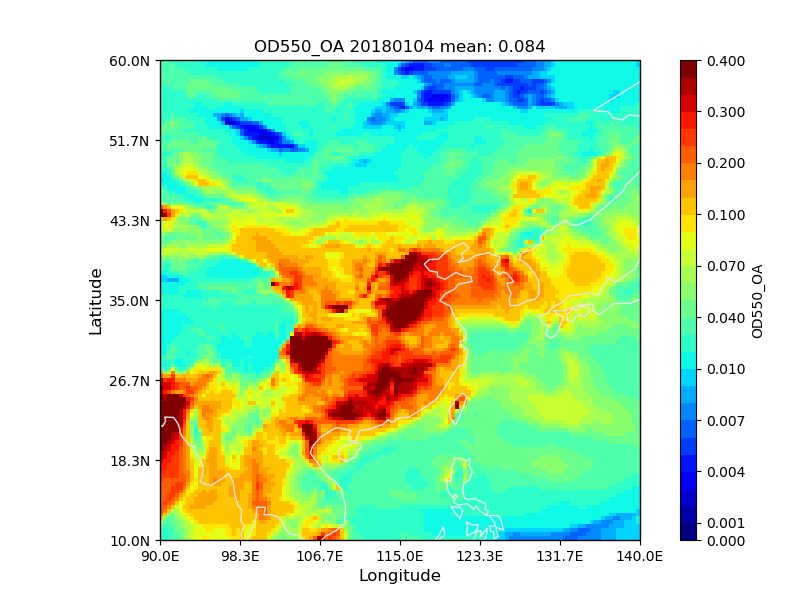 OD550_OA 20180104 mean: 0.084
60.0N
51.7N
43.3N
35.0N
26.7N
18.3N
10.0N
Latitude
90.0E 98.3E 106.7E 115.0E 123.3E 131.7E 140.0E
Longitude
0.400
0.300
0.200
0.100
0.070
0.040
0.010
0.007
0.004
0.001
0.000
OD550_OA